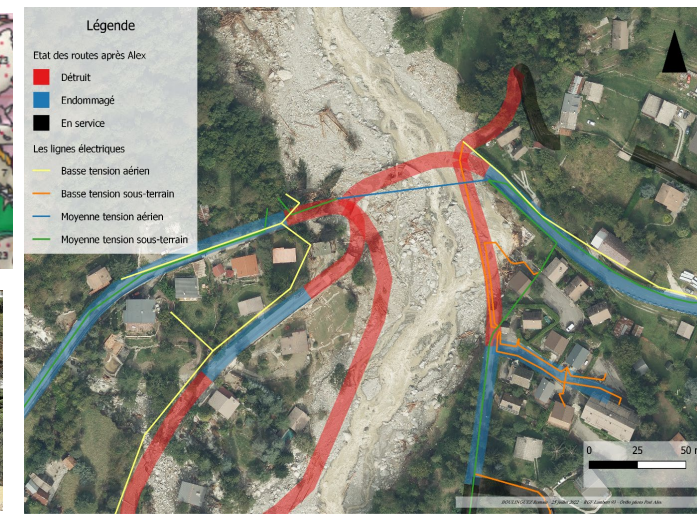 Légende
Etat des routes après Alex
Détruit
Endommagé
En service
Les lignes électriques
Basse tension aérien
Basse tension sous-terrain
Moyenne tension aérien
Moyenne tension sous-terrain
0 25 50 m